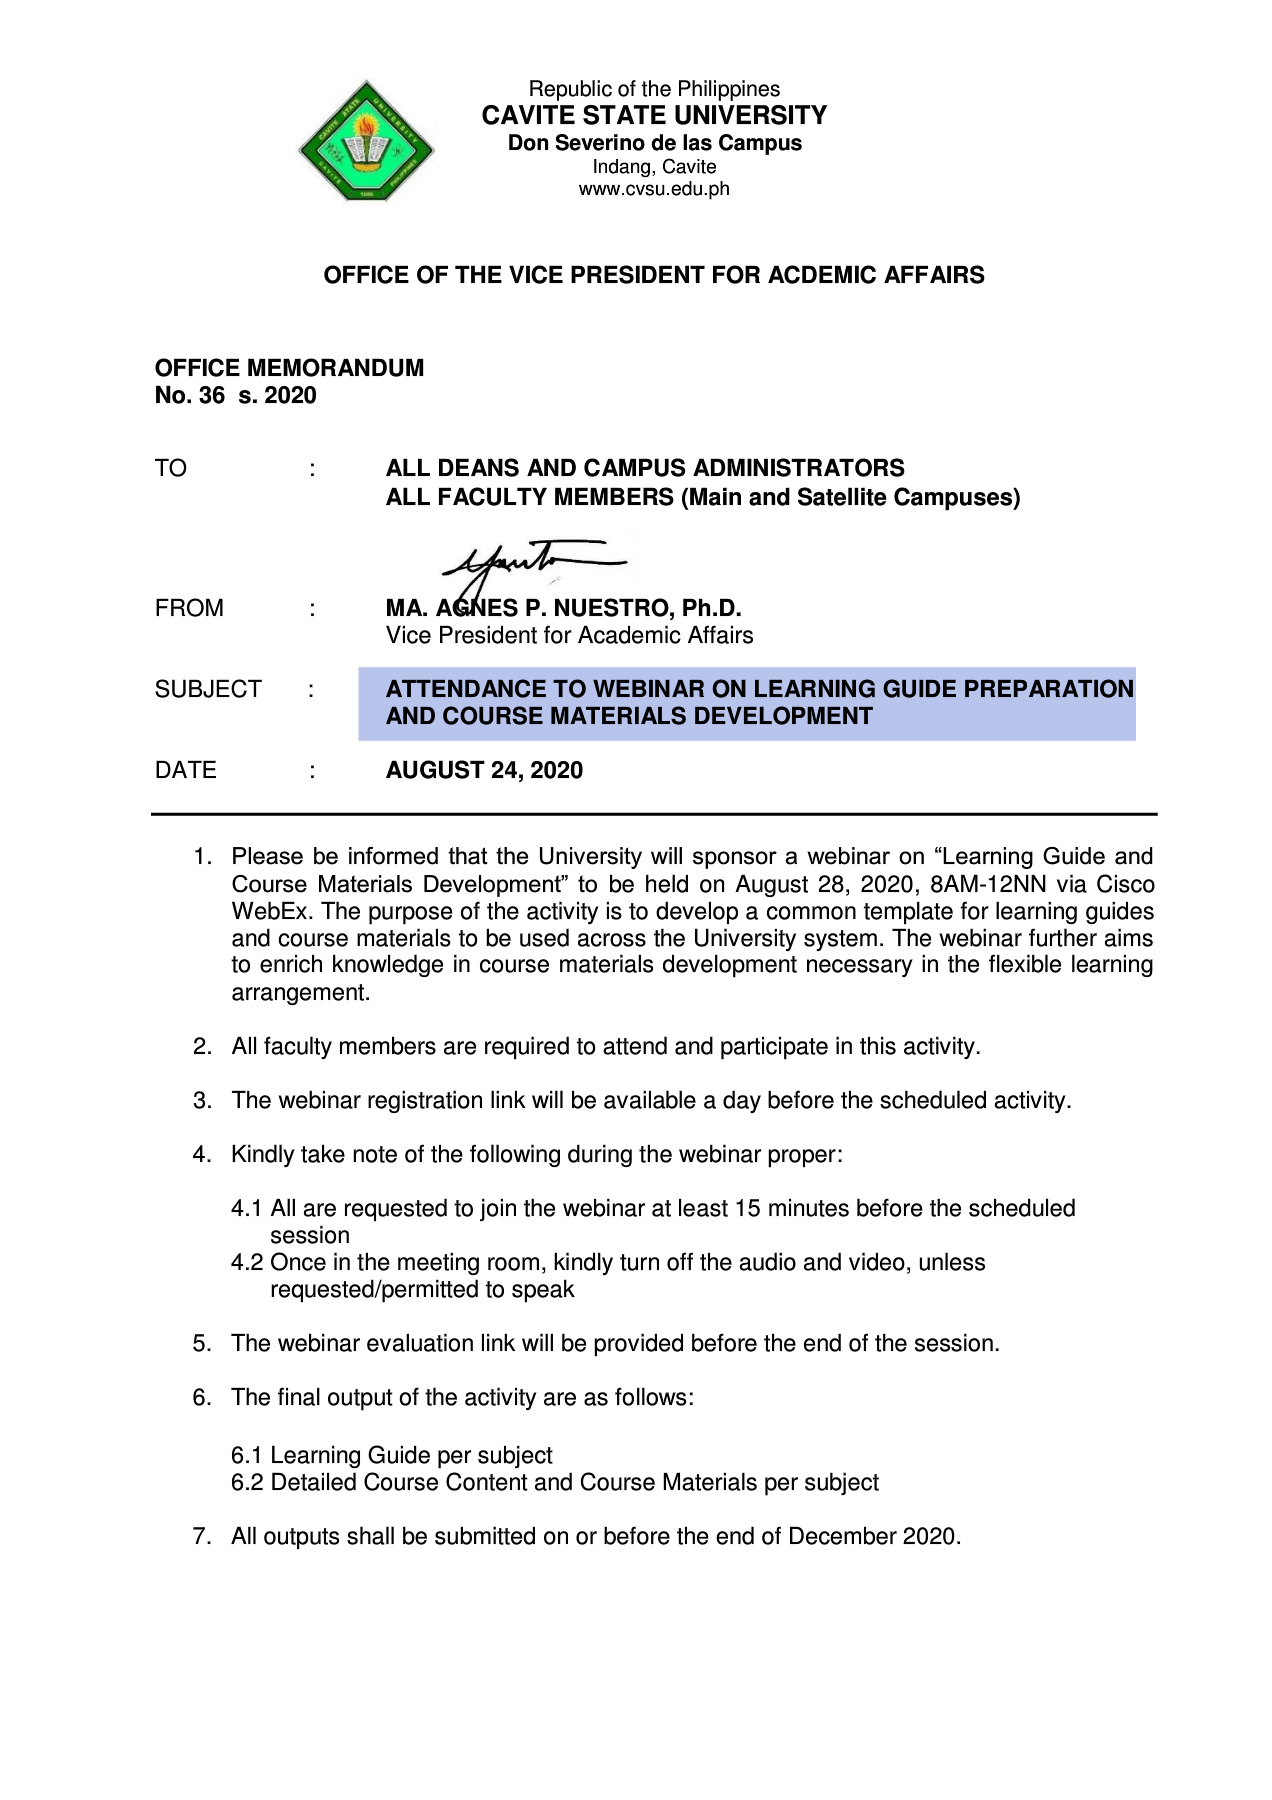 Republic of the Philippines
CAVITE STATE UNIVERSITY
Don Severino de las Campus
Indang, Cavite
www.cvsu.edu.ph
CAVITE STATE UNIVERSITY
CAVITE PHILIPPINES
1906
OFFICE OF THE VICE PRESIDENT FOR ACDEMIC AFFAIRS
OFFICE MEMORANDUM
No. 36 s. 2020
TO : ALL DEANS AND CAMPUS ADMINISTRATORS
ALL FACULTY MEMBERS (Main and Satellite Campuses)
FROM : MA. AGNES P. NUESTRO, Ph.D.
Vice President for Academic Affairs
SUBJECT : ATTENDANCE TO WEBINAR ON LEARNING GUIDE PREPARATION
AND COURSE MATERIALS DEVELOPMENT
DATE : AUGUST 24, 2020
1. Please be informed that the University will sponsor a webinar on “Learning Guide and
Course Materials Development” to be held on August 28, 2020, 8AM-12NN via Cisco
WebEx. The purpose of the activity is to develop a common template for learning guides
and course materials to be used across the University system. The webinar further aims
to enrich knowledge in course materials development necessary in the flexible learning
arrangement.
2. All faculty members are required to attend and participate in this activity.
3. The webinar registration link will be available a day before the scheduled activity.
4. Kindly take note of the following during the webinar proper:
4.1 All are requested to join the webinar at least 15 minutes before the scheduled
session
4.2 Once in the meeting room, kindly turn off the audio and video, unless
requested/permitted to speak
5. The webinar evaluation link will be provided before the end of the session.
6. The final output of the activity are as follows:
6.1 Learning Guide per subject
6.2 Detailed Course Content and Course Materials per subject
7. All outputs shall be submitted on or before the end of December 2020.